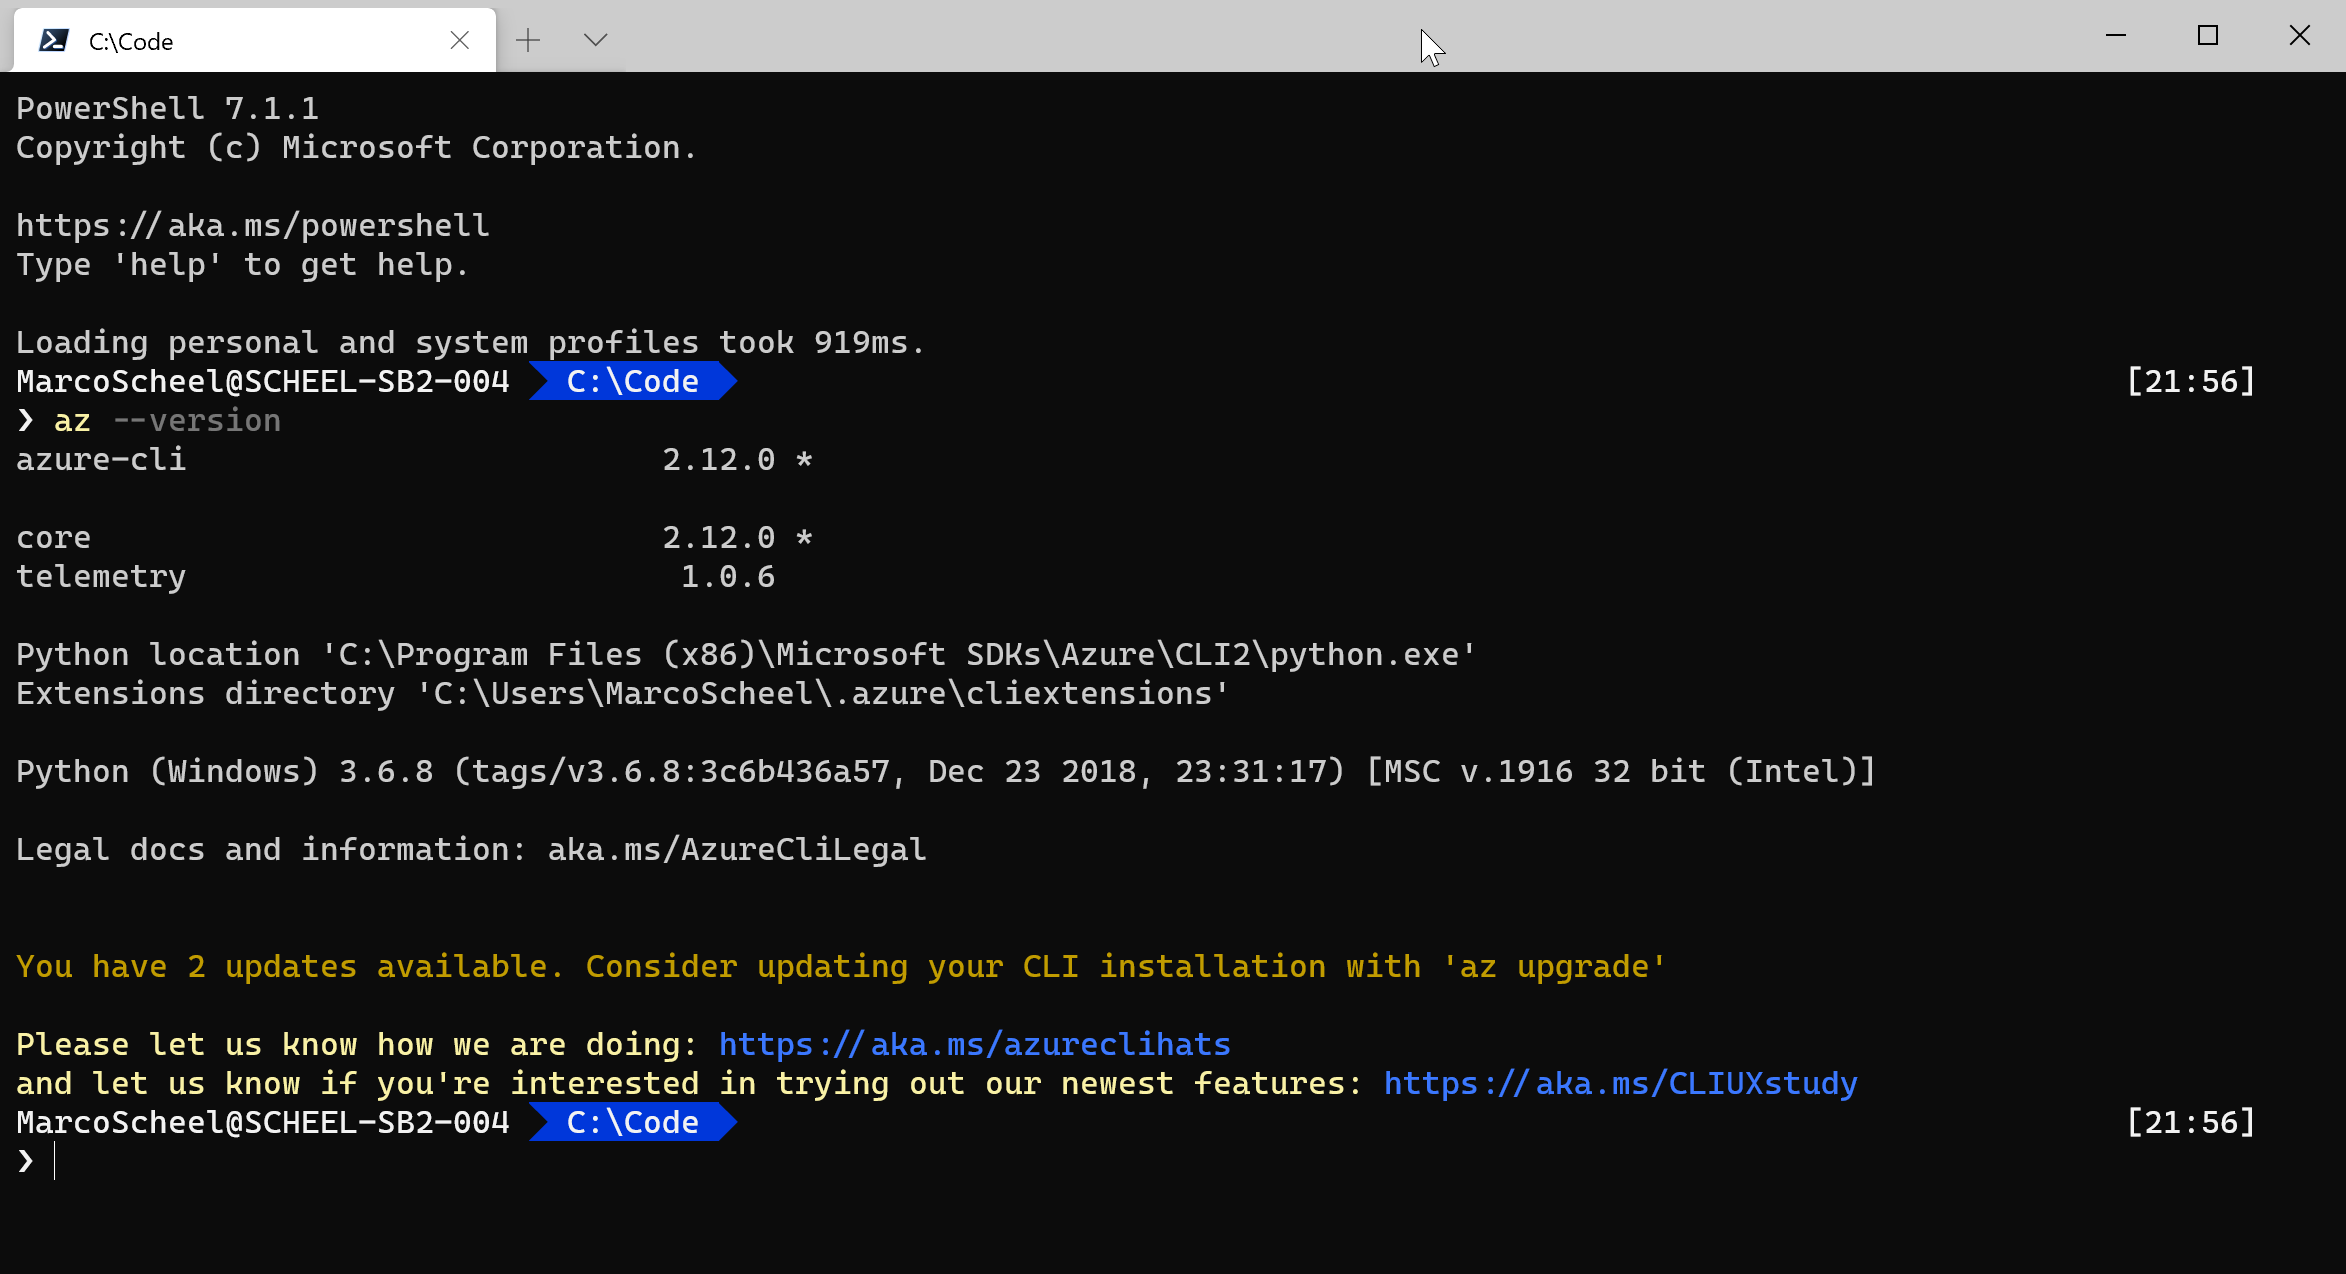 C:\Code
PowerShell 7.1.1
Copyright (c) Microsoft Corporation.
https://aka.ms/powershell
Type 'help' to get help.
Loading personal and system profiles took 919ms.
MarcoScheel@SCHEEL-SB2-004 C:\Code [21:56]
❯ az --version
azure-cli 2.12.0 *
core 2.12.0 *
telemetry 1.0.6
Python location 'C:\Program Files (x86)\Microsoft SDKs\Azure\CLI2\python.exe'
Extensions directory 'C:\Users\MarcoScheel\.azure\cliextensions'
Python (Windows) 3.6.8 (tags/v3.6.8:3c6b436a57, Dec 23 2018, 23:31:17) [MSC v.1916 32 bit (Intel)]
Legal docs and information: aka.ms/AzureCliLegal
You have 2 updates available. Consider updating your CLI installation with 'az upgrade'
Please let us know how we are doing: https://aka.ms/azureclihats
and let us know if you're interested in trying out our newest features: https://aka.ms/CLIUXstudy
MarcoScheel@SCHEEL-SB2-004 C:\Code [21:56]
❯